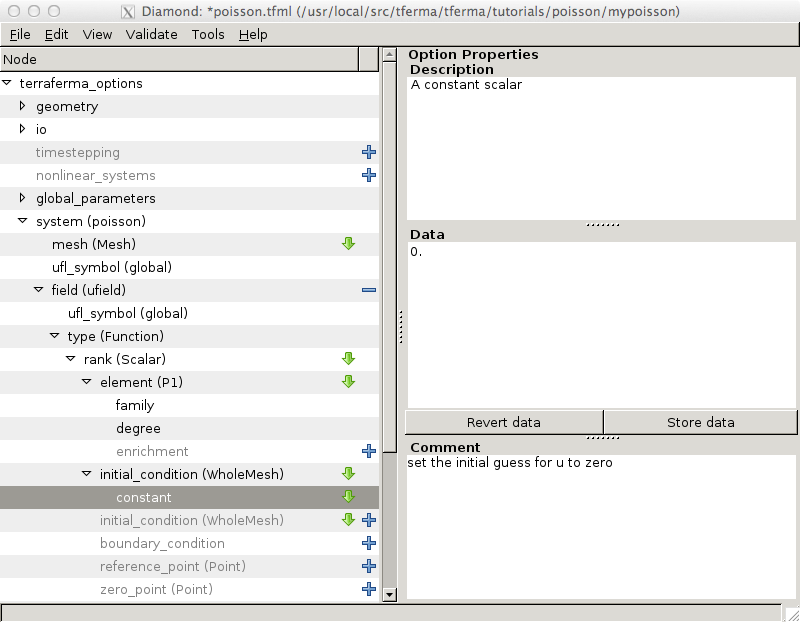 Diamond: *poisson.tfml (/usr/local/src/tferma/tferma/tutorials/poisson/mypoisson)
File Edit View Validate Tools Help
Node
terraferma_options
geometry
io
timestepping
nonlinear_systems
global_parameters
system (poisson)
mesh (Mesh)
ufl_symbol (global)
field (ufield)
ufl_symbol (global)
type (Function)
rank (Scalar)
element (P1)
family
degree
enrichment
initial_condition (WholeMesh)
constant
initial_condition (WholeMesh)
boundary_condition
reference_point (Point)
zero_point (Point)
Option Properties
Description
A constant scalar
Data
0.
Revert data
Store data
Comment
set the initial guess for u to zero